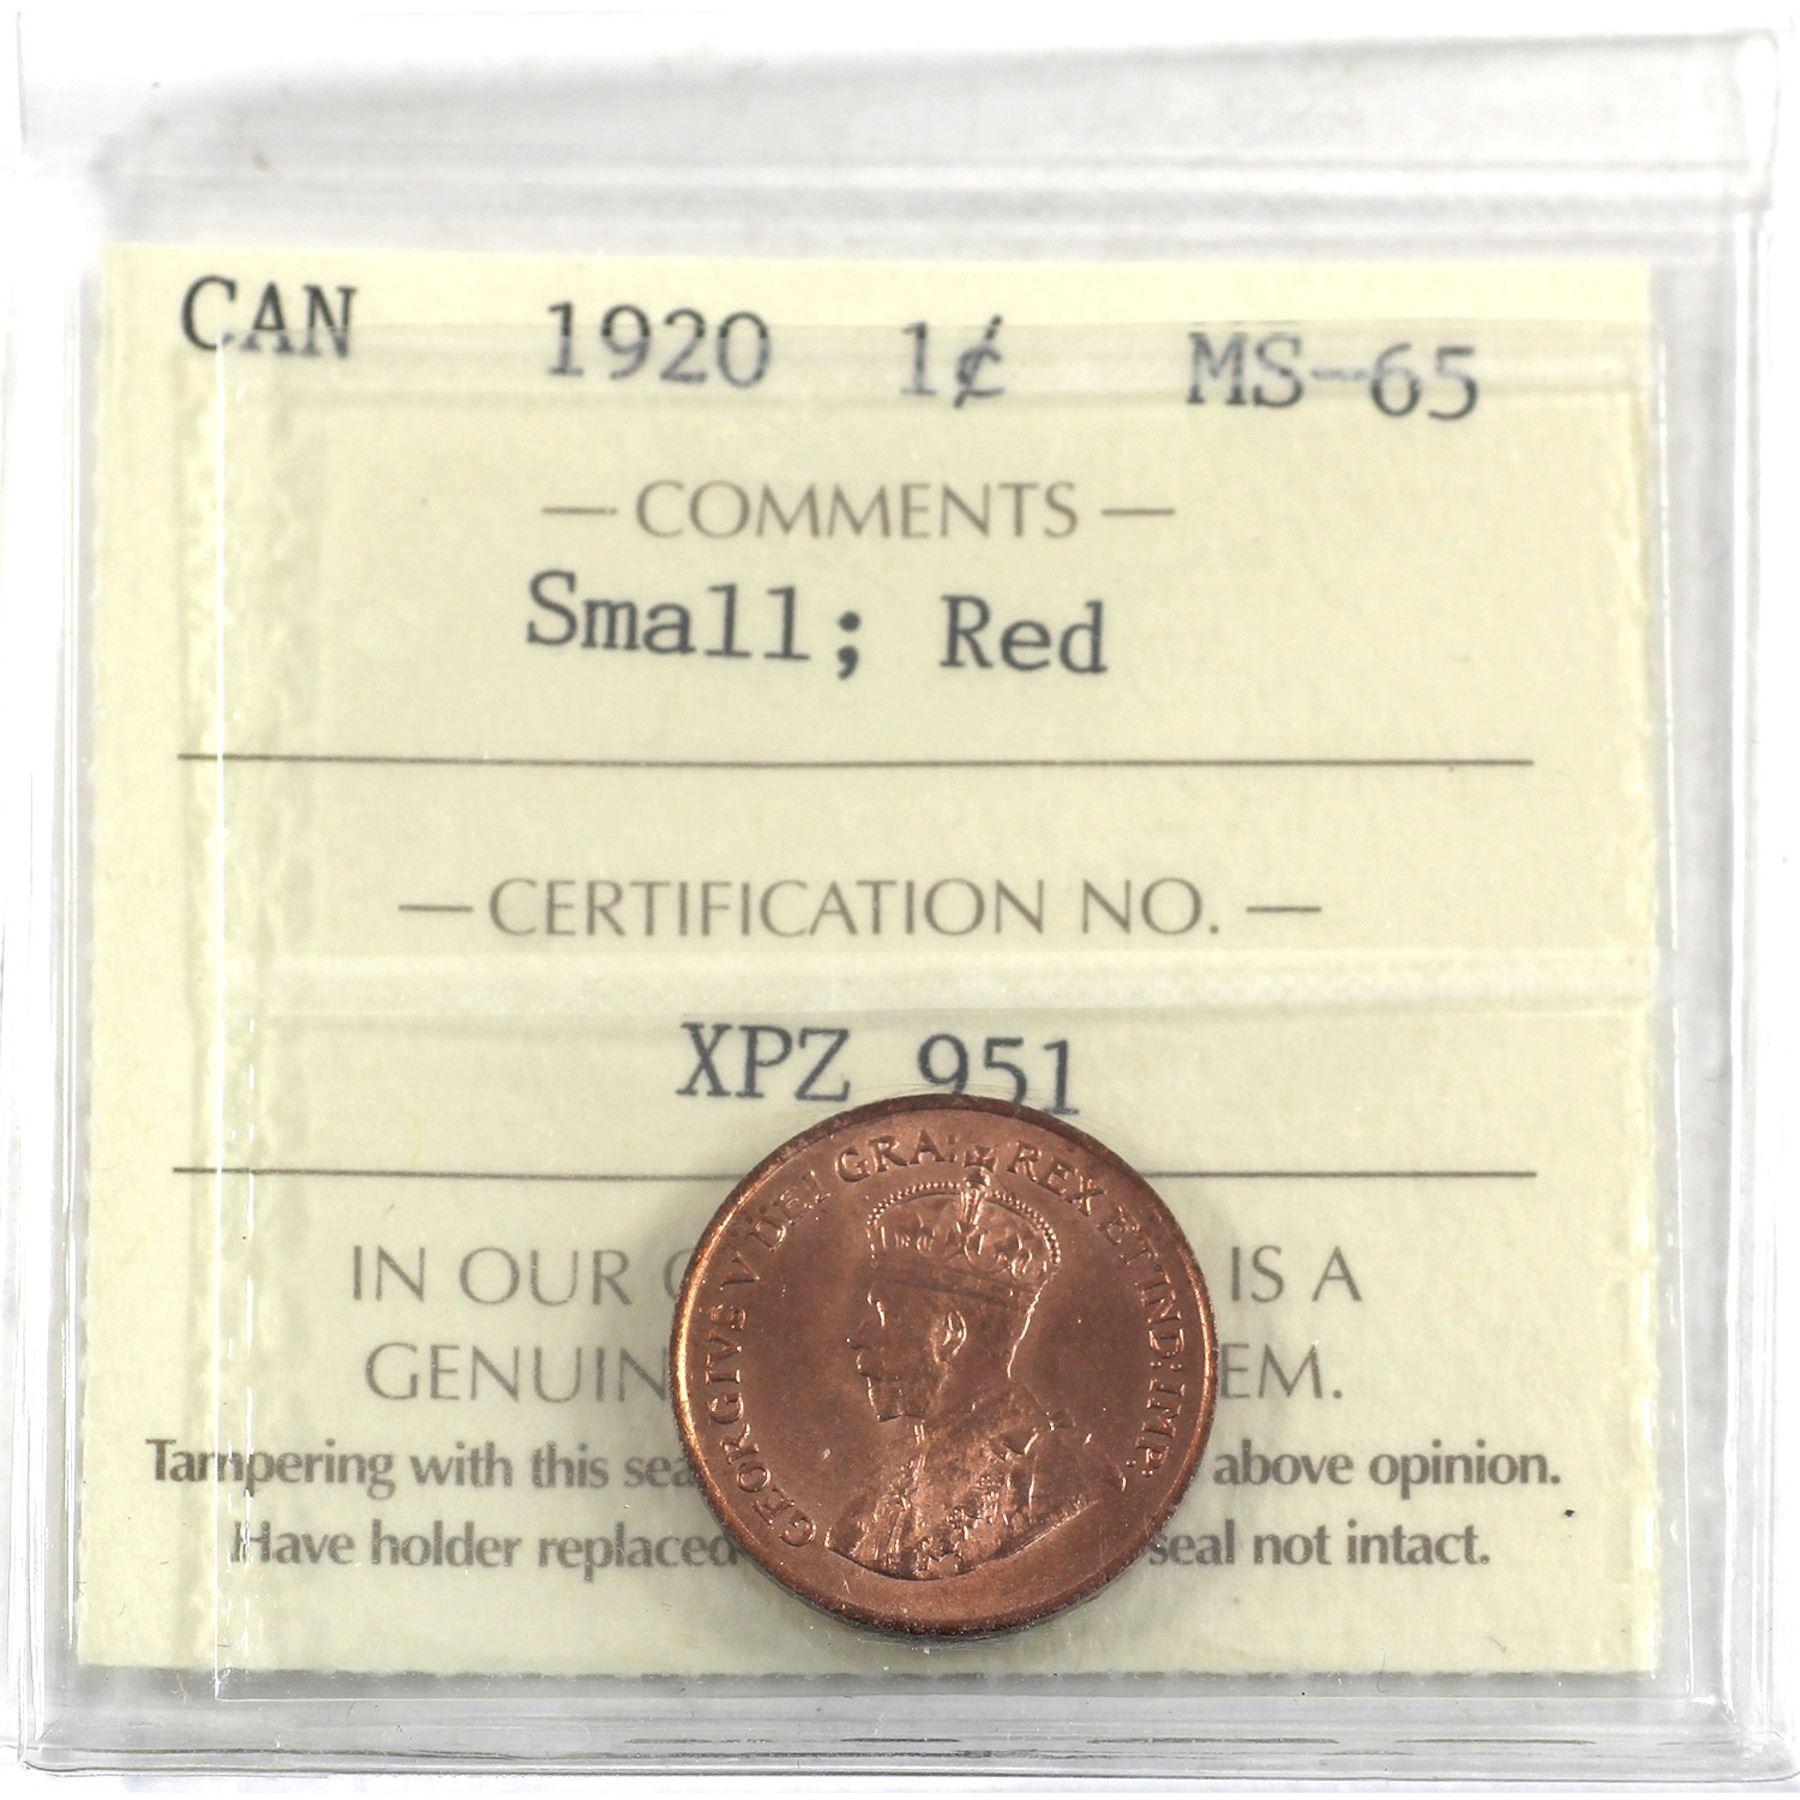 CAN 1920 1¢ MS-65
— COMMENTS —
Small; Red
— CERTIFICATION NO. —
XPZ 951
IN OUR IS A
GENUIN EM.
Tampering with this sea above opinion.
Have holder replaced seal not intact.
GEORGIVS V DEI GRA: REX ET IND: IMP: